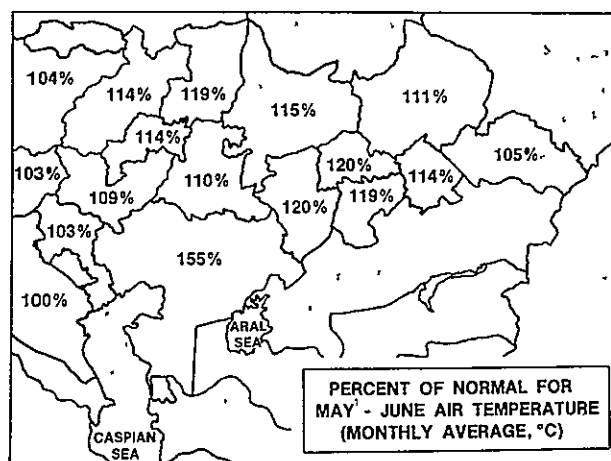 104%
114%
119%
115%
111%
114%
103%
109%
110%
120%
120%
119%
114%
105%
103%
155%
100%
ARAL
SEA
CASPIAN
SEA
PERCENT OF NORMAL FOR
MAY¹ - JUNE AIR TEMPERATURE
(MONTHLY AVERAGE, °C)